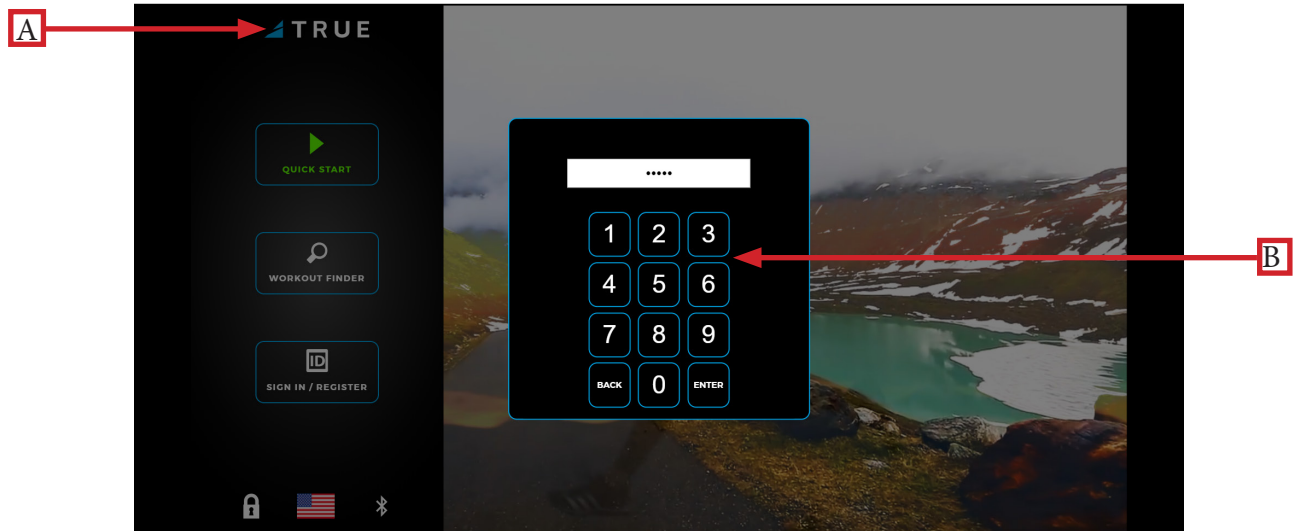 A
TRUE
QUICK START
WORKOUT FINDER
ID
SIGN IN / REGISTER
•••••
1 2 3
4 5 6
7 8 9
BACK 0 ENTER
B